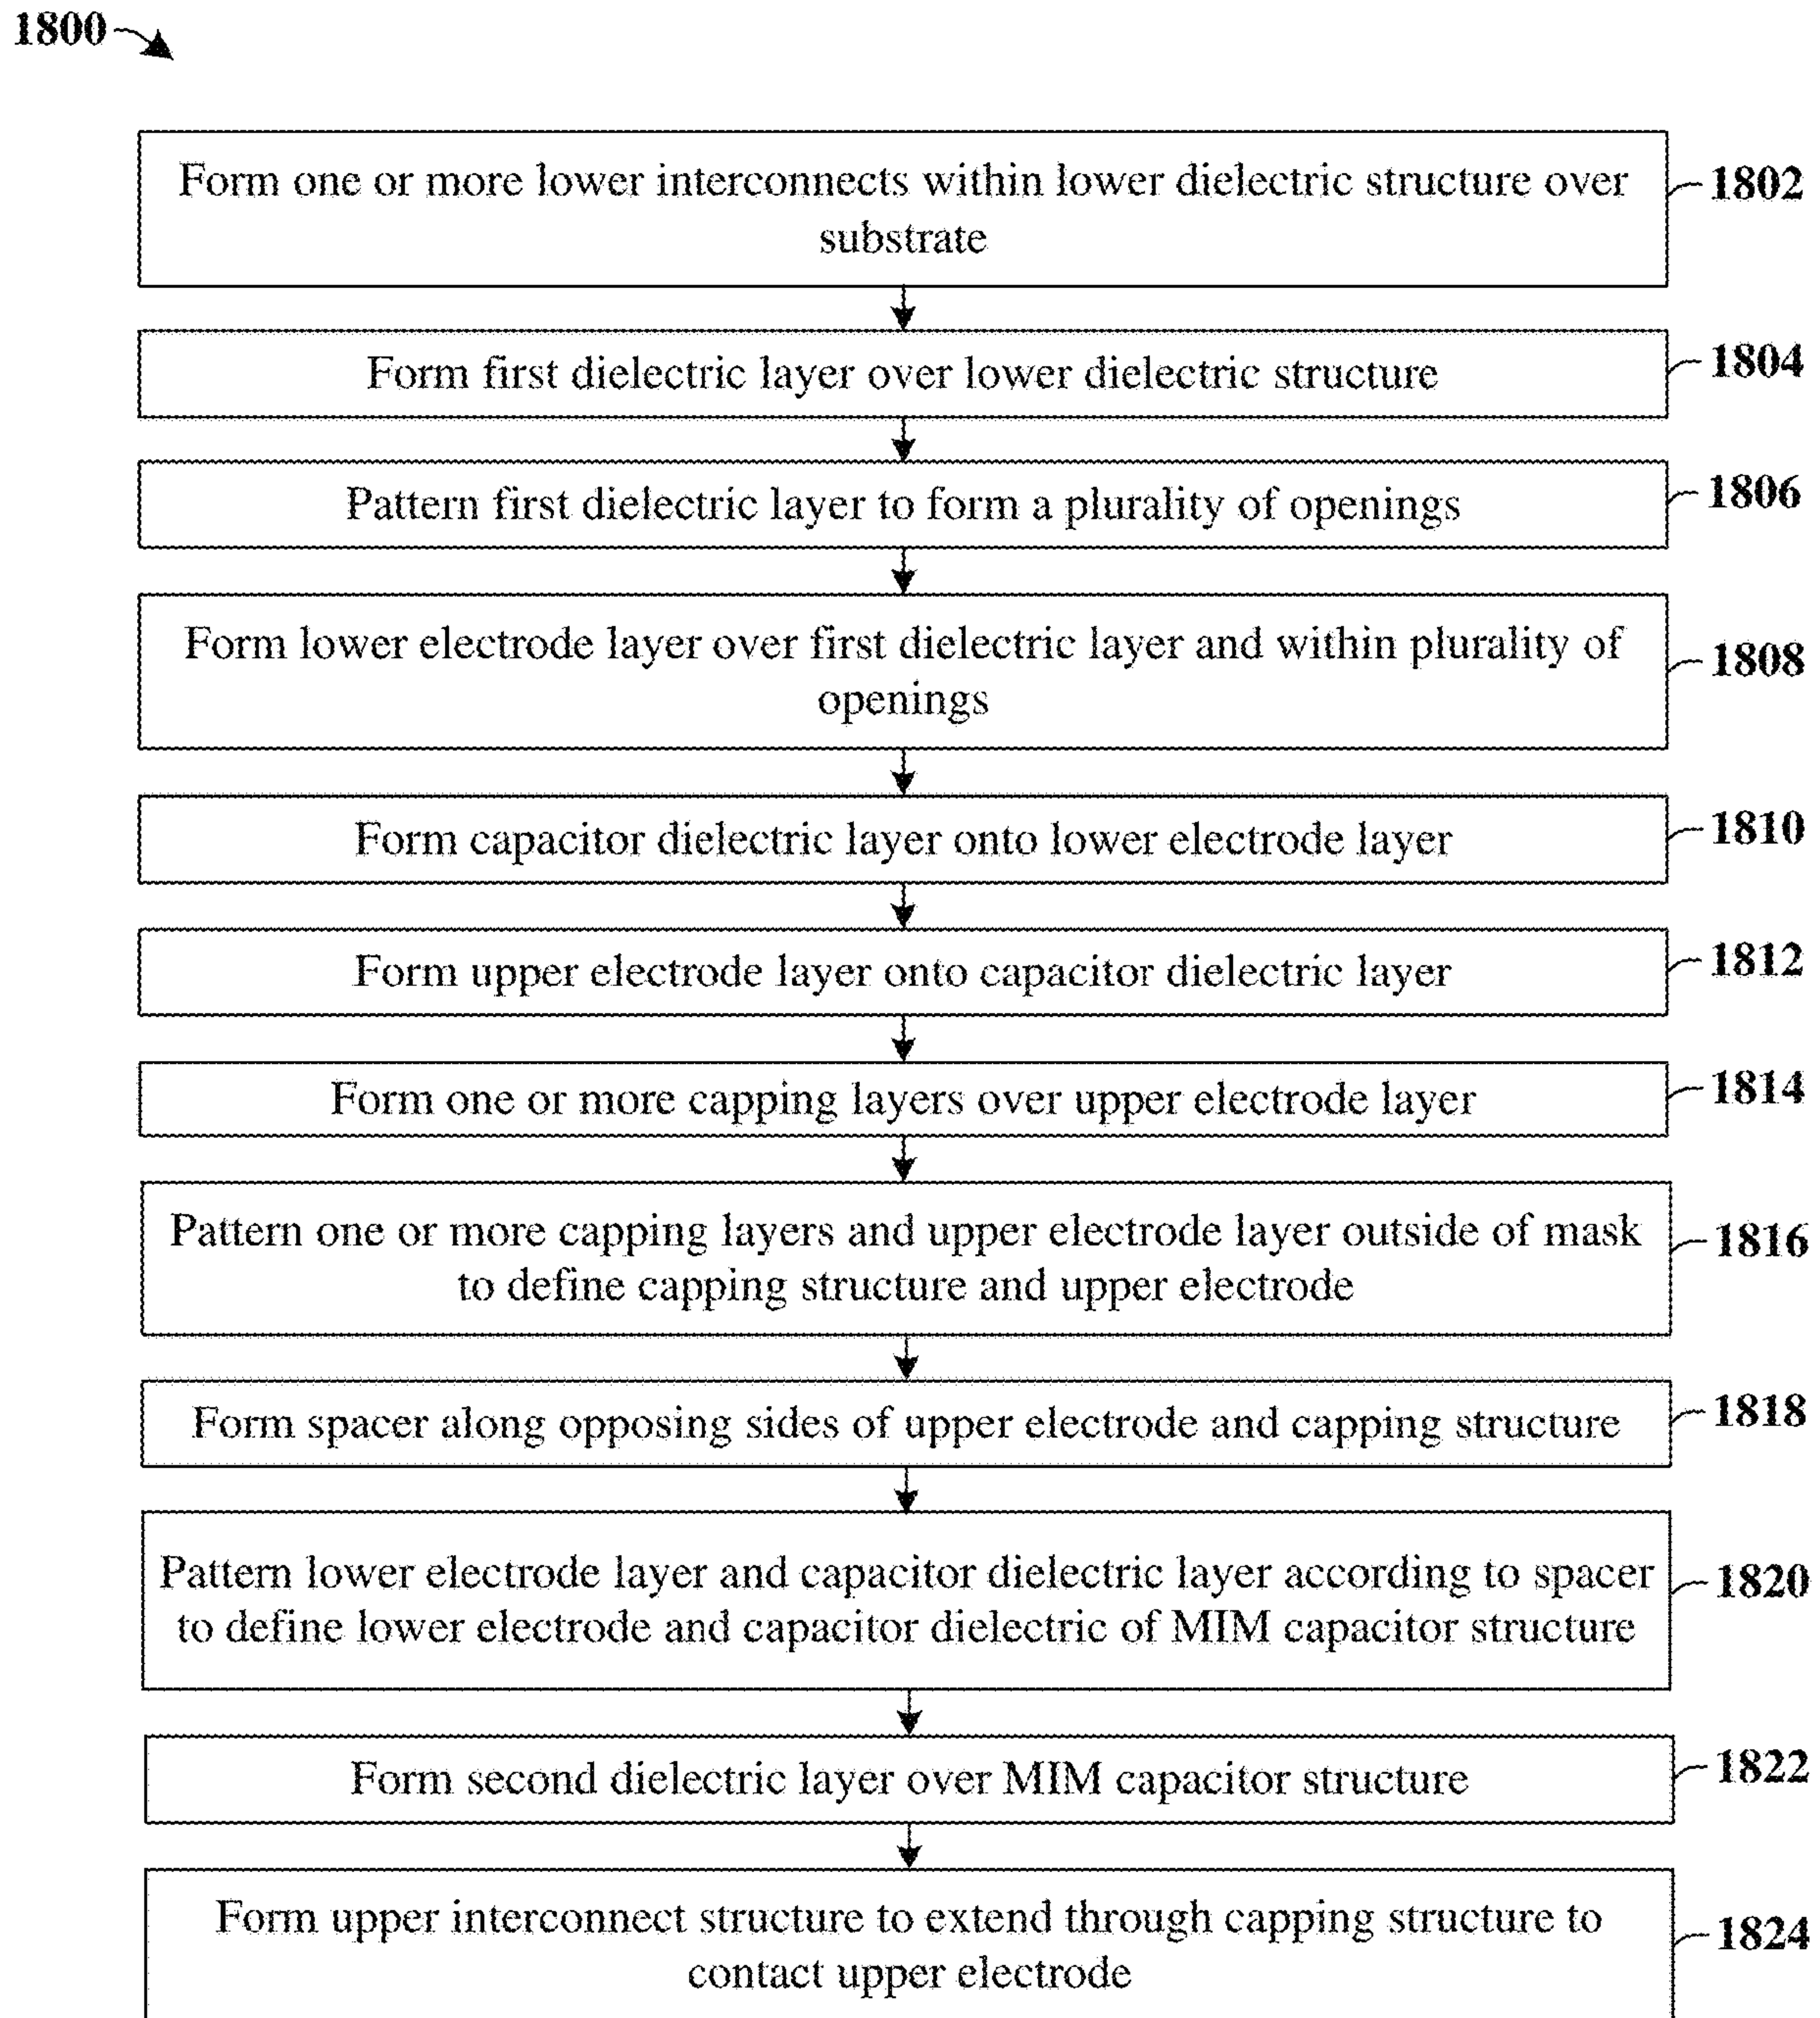 1800
Form one or more lower interconnects within lower dielectric structure over
substrate
1802
Form first dielectric layer over lower dielectric structure
1804
Pattern first dielectric layer to form a plurality of openings
1806
Form lower electrode layer over first dielectric layer and within plurality of
openings
1808
Form capacitor dielectric layer onto lower electrode layer
1810
Form upper electrode layer onto capacitor dielectric layer
1812
Form one or more capping layers over upper electrode layer
1814
Pattern one or more capping layers and upper electrode layer outside of mask
to define capping structure and upper electrode
1816
Form spacer along opposing sides of upper electrode and capping structure
1818
Pattern lower electrode layer and capacitor dielectric layer according to spacer
to define lower electrode and capacitor dielectric of MIM capacitor structure
1820
Form second dielectric layer over MIM capacitor structure
1822
Form upper interconnect structure to extend through capping structure to
contact upper electrode
1824